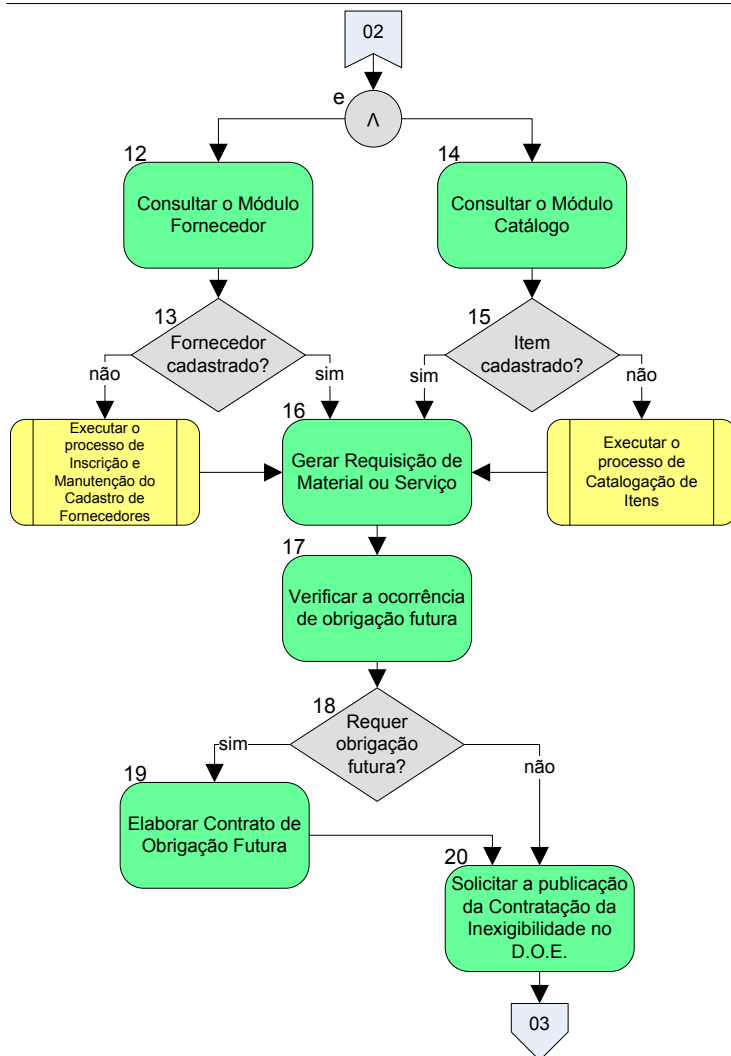 02
e
Λ
12
Consultar o Módulo
Fornecedor
14
Consultar o Módulo
Catálogo
13
Fornecedor
cadastrado?
15
Item
cadastrado?
não
sim
sim
não
Executar o
processo de
Inscrição e
Manutenção do
Cadastro de
Fornecedores
16
Gerar Requisição de
Material ou Serviço
Executar o
processo de
Catalogação de
Itens
17
Verificar a ocorrência
de obrigação futura
18
Requer
obrigação
futura?
sim
não
19
Elaborar Contrato de
Obrigação Futura
20
Solicitar a publicação
da Contratação da
Inexigibilidade no
D.O.E.
03